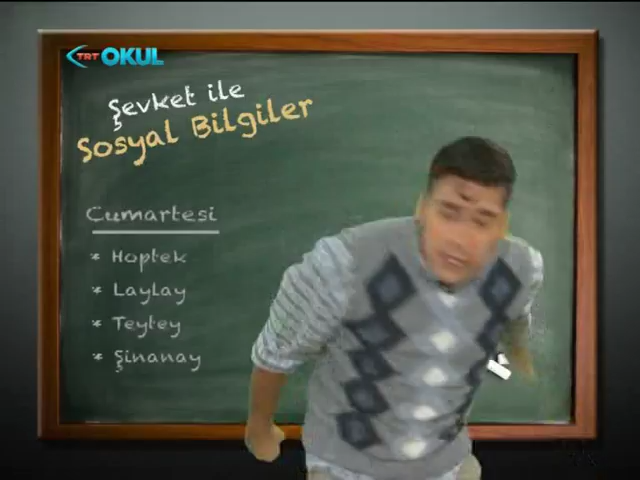 TRT OKUL
Şevket ile
Sosyal Bilgiler
Cumartesi
* Hoptek
* Laylay
* Teytey
* Şinanay